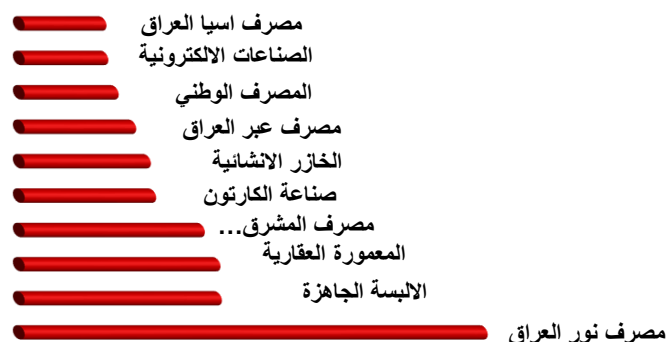 مصرف اسيا العراق
الصناعات الالكترونية
المصرف الوطني
مصرف عبر العراق
الخازر الانشائية
صناعة الكارتون
مصرف المشرق...
المعمورة العقارية
الالبسة الجاهزة
مصرف نور العراق